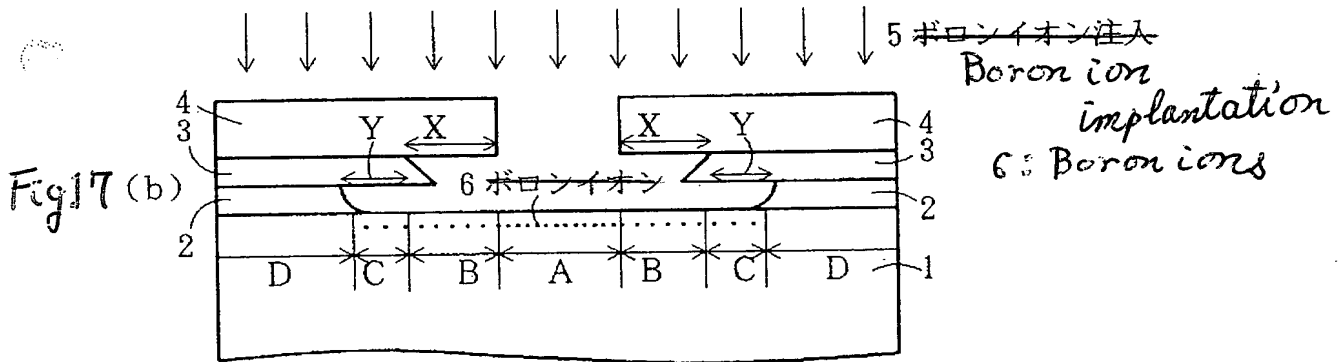 5 ボロンイオン注入
Boron ion
implantation
6: Boron ions
4
3
2
Y
X
X
Y
4
3
2
6 ボロンイオン
Fig17 (b)
D
C
B
A
B
C
D
1